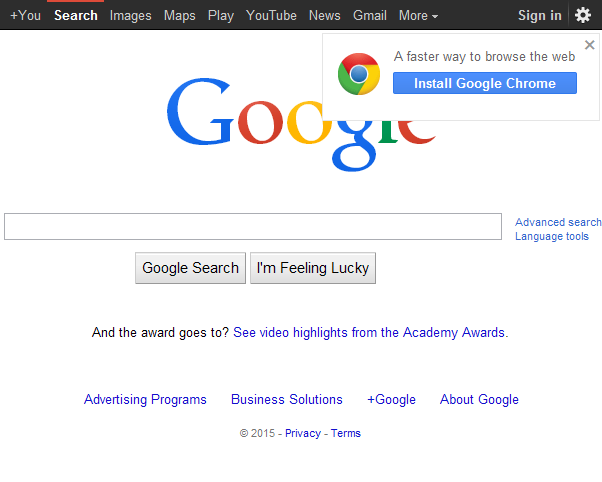 +You Search Images Maps Play YouTube News Gmail More Sign in
A faster way to browse the web
Install Google Chrome
Google
Advanced search
Language tools
Google Search I'm Feeling Lucky
And the award goes to? See video highlights from the Academy Awards.
Advertising Programs Business Solutions +Google About Google
© 2015 - Privacy - Terms